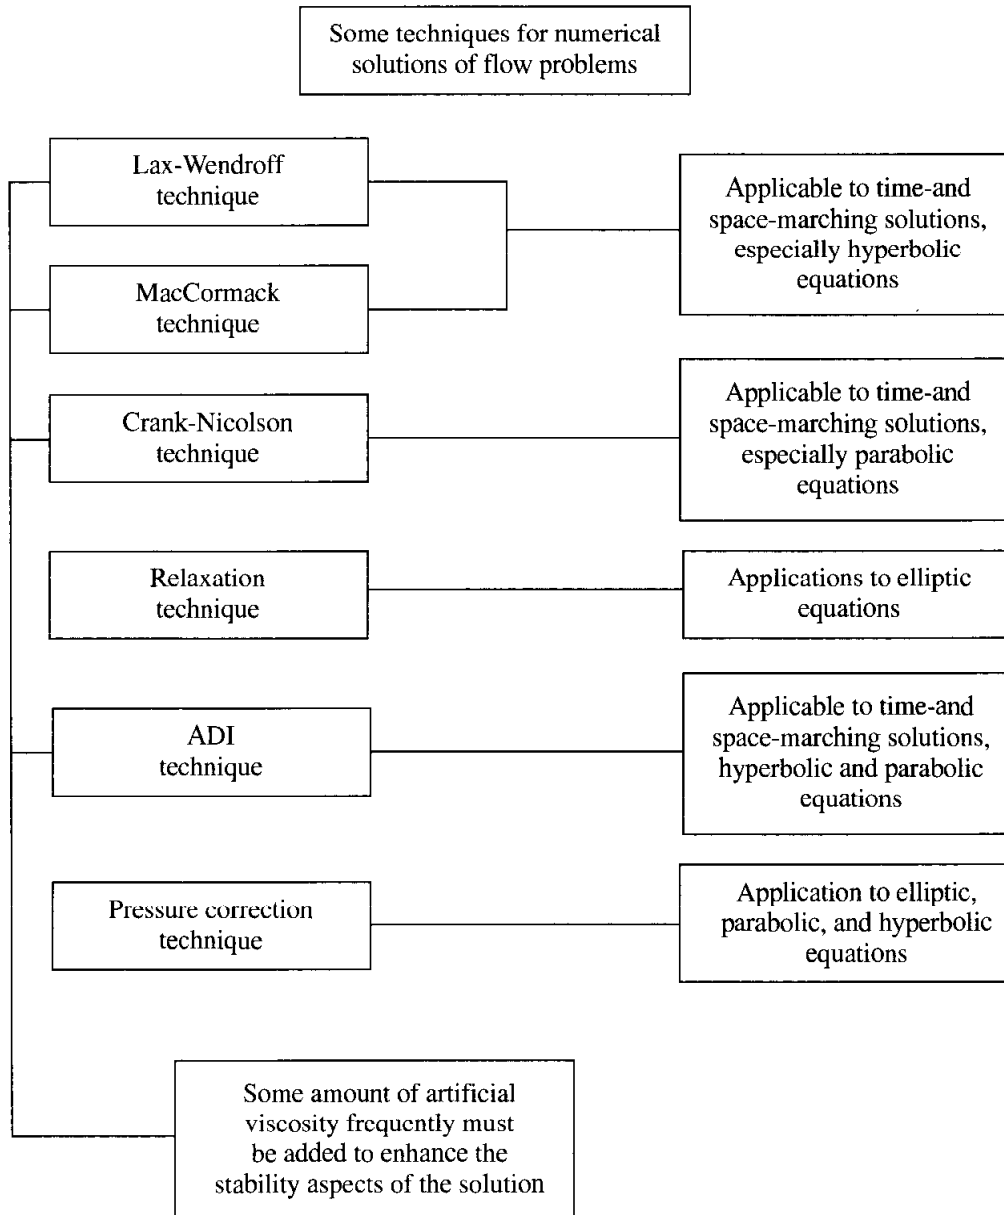 Some techniques for numerical
solutions of flow problems
Lax-Wendroff
technique
Applicable to time-and
space-marching solutions,
especially hyperbolic
equations
MacCormack
technique
Crank-Nicolson
technique
Applicable to time-and
space-marching solutions,
especially parabolic
equations
Relaxation
technique
Applications to elliptic
equations
ADI
technique
Applicable to time-and
space-marching solutions,
hyperbolic and parabolic
equations
Pressure correction
technique
Application to elliptic,
parabolic, and hyperbolic
equations
Some amount of artificial
viscosity frequently must
be added to enhance the
stability aspects of the solution